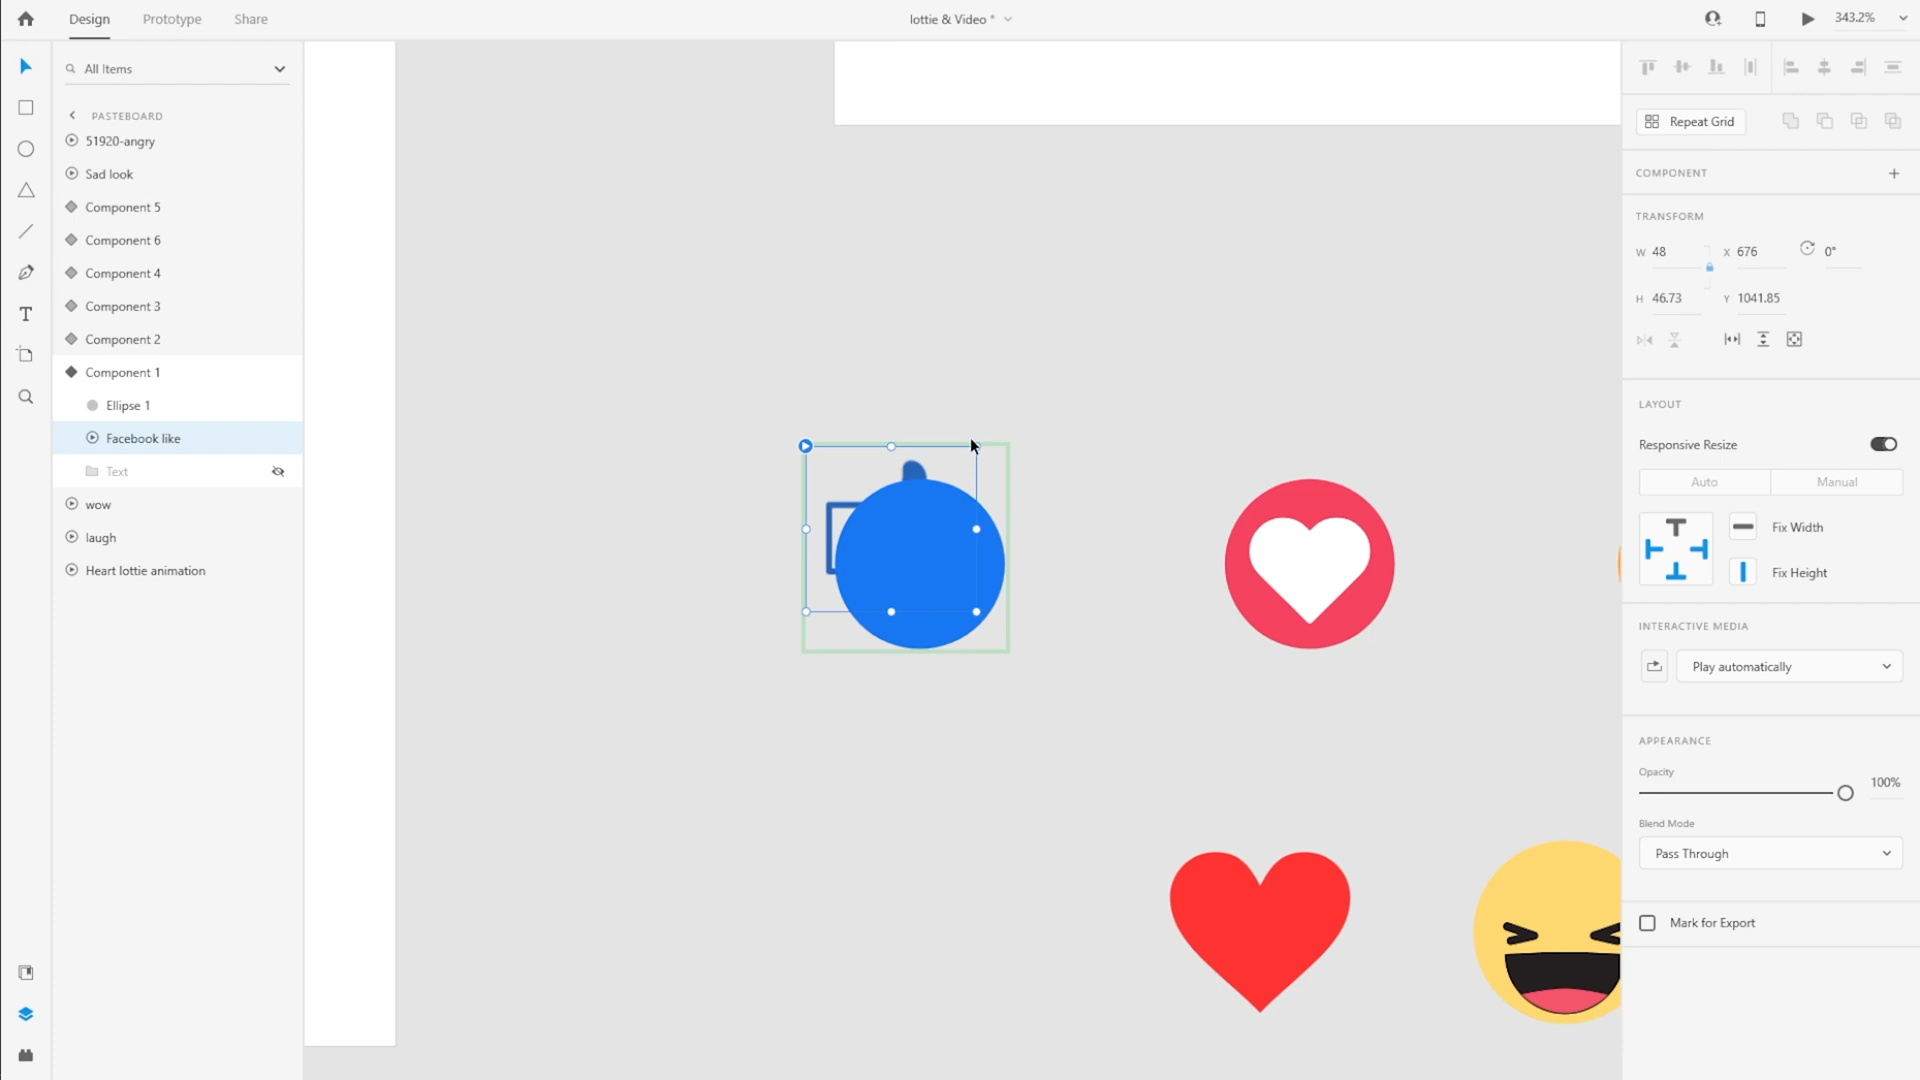 Design Prototype Share
lottie & Video *
343.2%
All Items
PASTEBOARD
51920-angry
Sad look
Component 5
Component 6
Component 4
Component 3
Component 2
Component 1
Ellipse 1
Facebook like
Text
wow
laugh
Heart lottie animation
Repeat Grid
COMPONENT
TRANSFORM
W 48 X 676 0°
H 46.73 Y 1041.85
LAYOUT
Responsive Resize
Auto Manual
Fix Width
Fix Height
INTERACTIVE MEDIA
Play automatically
APPEARANCE
Opacity
100%
Blend Mode
Pass Through
Mark for Export